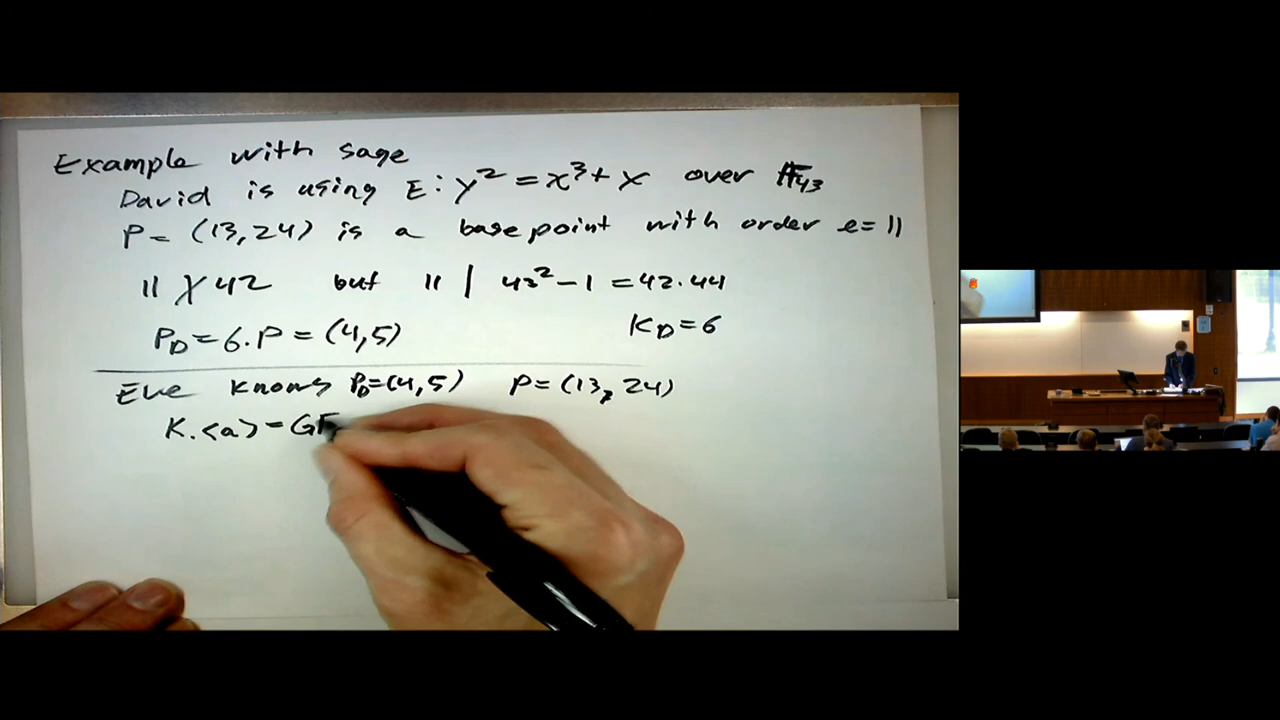 Example with sage
David is using E: y² = x³ + x over 𝔽₄₃
P = (13, 24) is a base point with order e = 11
11 ∤ 42 but 11 | 43² - 1 = 42·44
P_D = 6·P = (4,5) K_D = 6
Eve knows P_D = (4,5) P = (13, 24)
K.<a> = GF